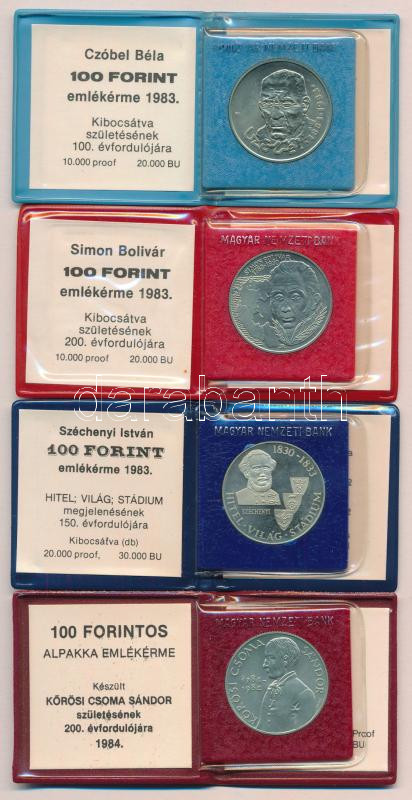 Czóbel Béla
100 FORINT
emlékérme 1983.
Kibocsátva
születésének
100. évfordulójára
10.000 proof 20.000 BU
Simon Bolivár
100 FORINT
emlékérme 1983.
Kibocsátva
születésének
200. évfordulójára
10.000 proof 20.000 BU
MAGYAR NEMZETI BANK
darabanth
Széchenyi István
100 FORINT
emlékérme 1983.
HITEL; VILÁG; STÁDIUM
megjelenésének
150. évfordulójára
Kibocsátva (db)
20.000 proof, 30.000 BU
MAGYAR NEMZETI BANK
1830-1833
SZÉCHENYI
HITEL·VILÁG·STÁDIUM
100 FORINTOS
ALPAKKA EMLÉKÉRME
Készült
KŐRÖSI CSOMA SÁNDOR
születésének
200. évfordulójára
1984.
MAGYAR NEMZETI BANK
KŐRÖSI CSOMA SÁNDOR
Proof
BU